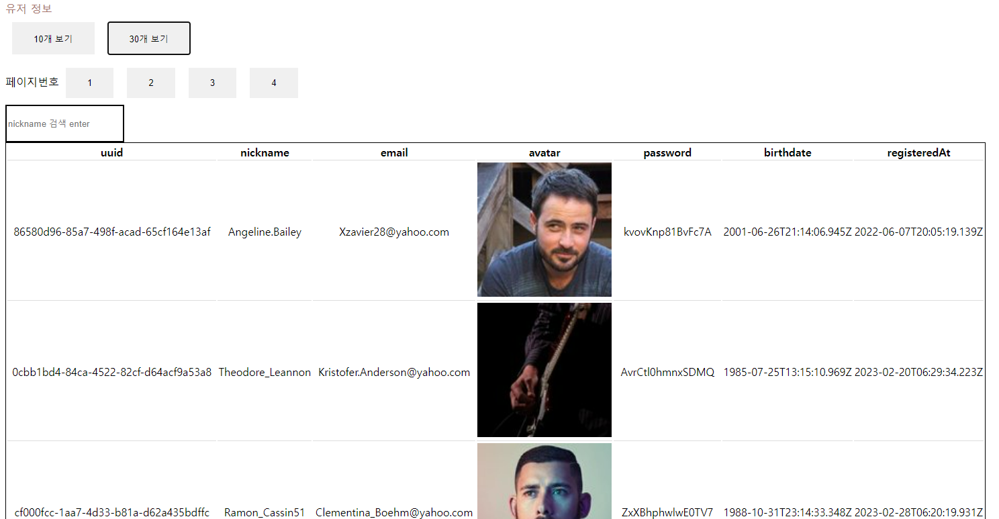 유저 정보
10개 보기 30개 보기
페이지번호 1 2 3 4
nickname 검색 enter
uuid nickname email avatar password birthdate registeredAt
86580d96-85a7-498f-acad-65cf164e13af Angeline.Bailey Xzavier28@yahoo.com kvovKnp81BvFc7A 2001-06-26T21:14:06.945Z 2022-06-07T20:05:19.139Z
0cbb1bd4-84ca-4522-82cf-d64acf9a53a8 Theodore_Leannon Kristofer.Anderson@yahoo.com AvrCtl0hmnxSDMQ 1985-07-25T13:15:10.969Z 2023-02-20T06:29:34.223Z
cf000fcc-1aa7-4d33-b81a-d62a435bdffc Ramon_Cassin51 Clementina_Boehm@yahoo.com ZxXBhphwlwE0TV7 1988-10-31T23:14:33.348Z 2023-02-28T06:20:19.931Z